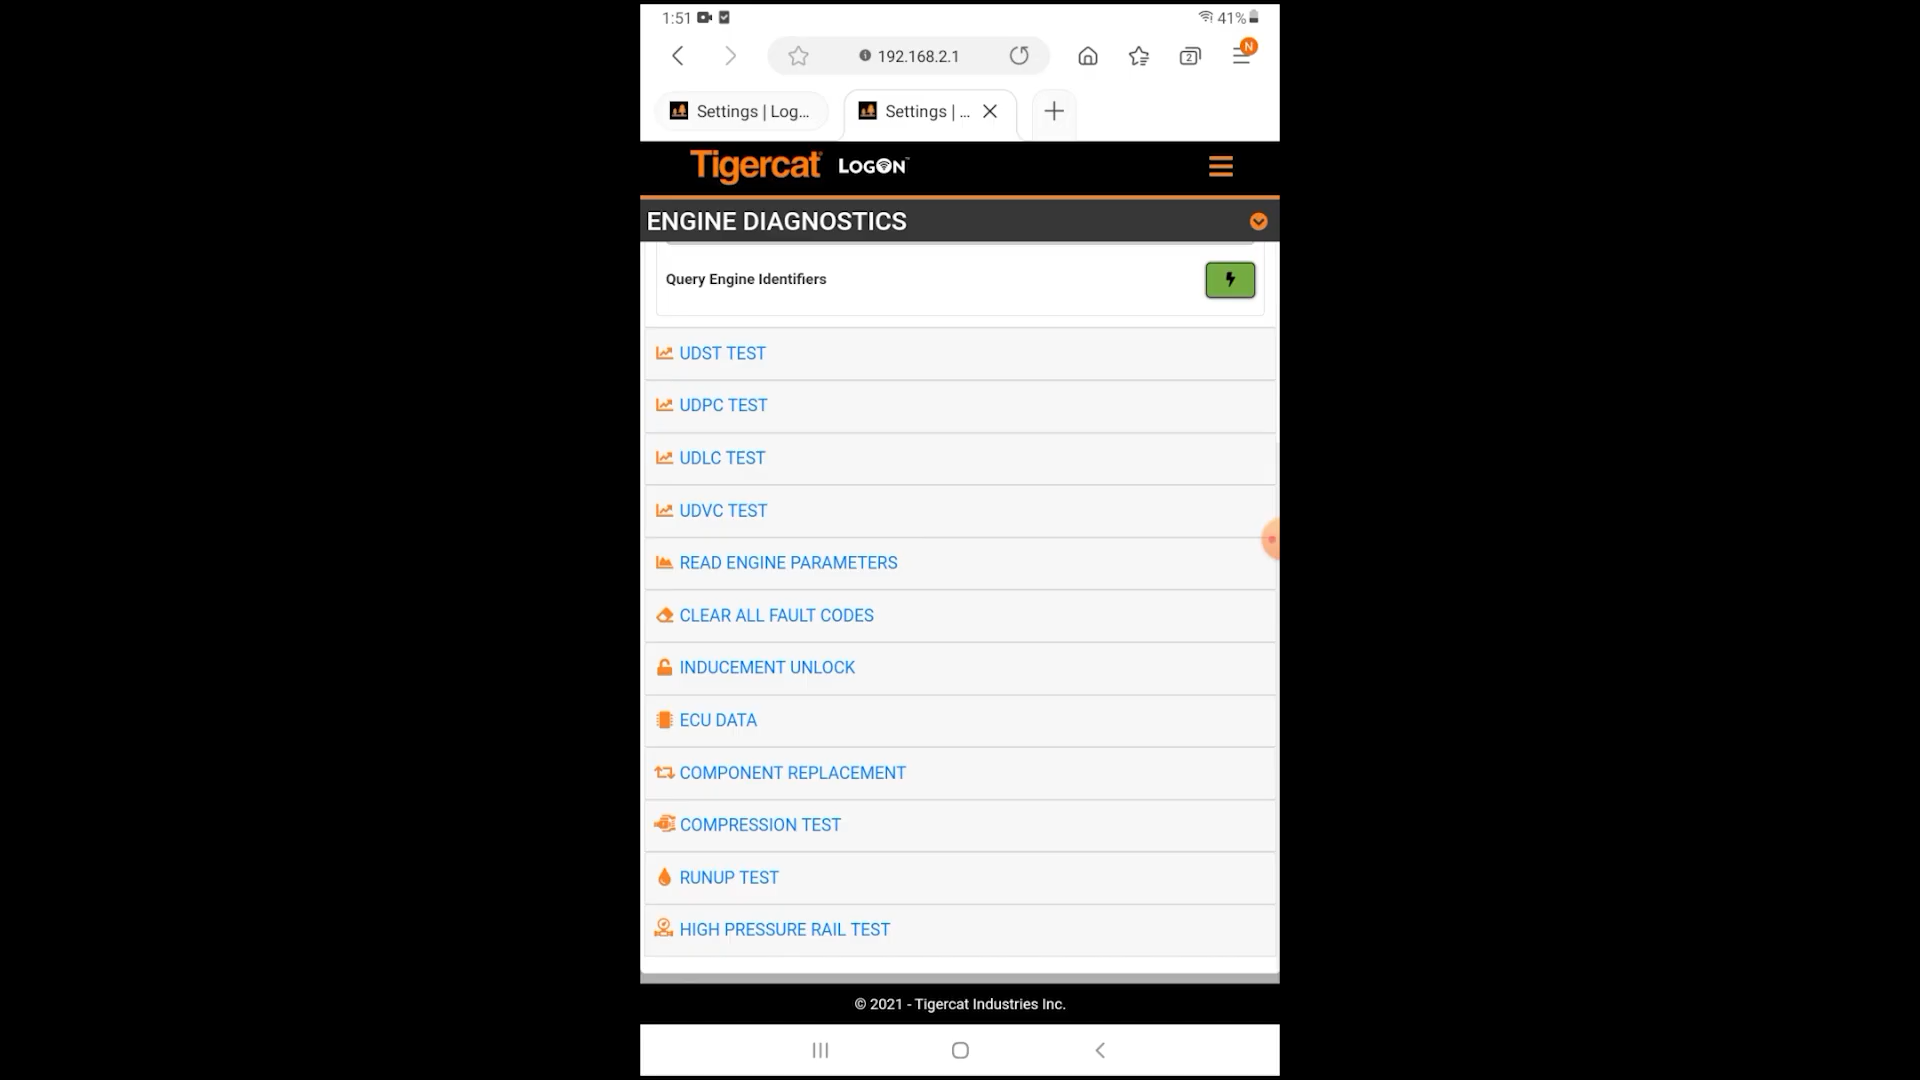 1:51
41%
192.168.2.1
2
N
Settings | Log...
Settings | ...
Tigercat LOGON™
ENGINE DIAGNOSTICS
Query Engine Identifiers
UDST TEST
UDPC TEST
UDLC TEST
UDVC TEST
READ ENGINE PARAMETERS
CLEAR ALL FAULT CODES
INDUCEMENT UNLOCK
ECU DATA
COMPONENT REPLACEMENT
COMPRESSION TEST
RUNUP TEST
HIGH PRESSURE RAIL TEST
© 2021 - Tigercat Industries Inc.